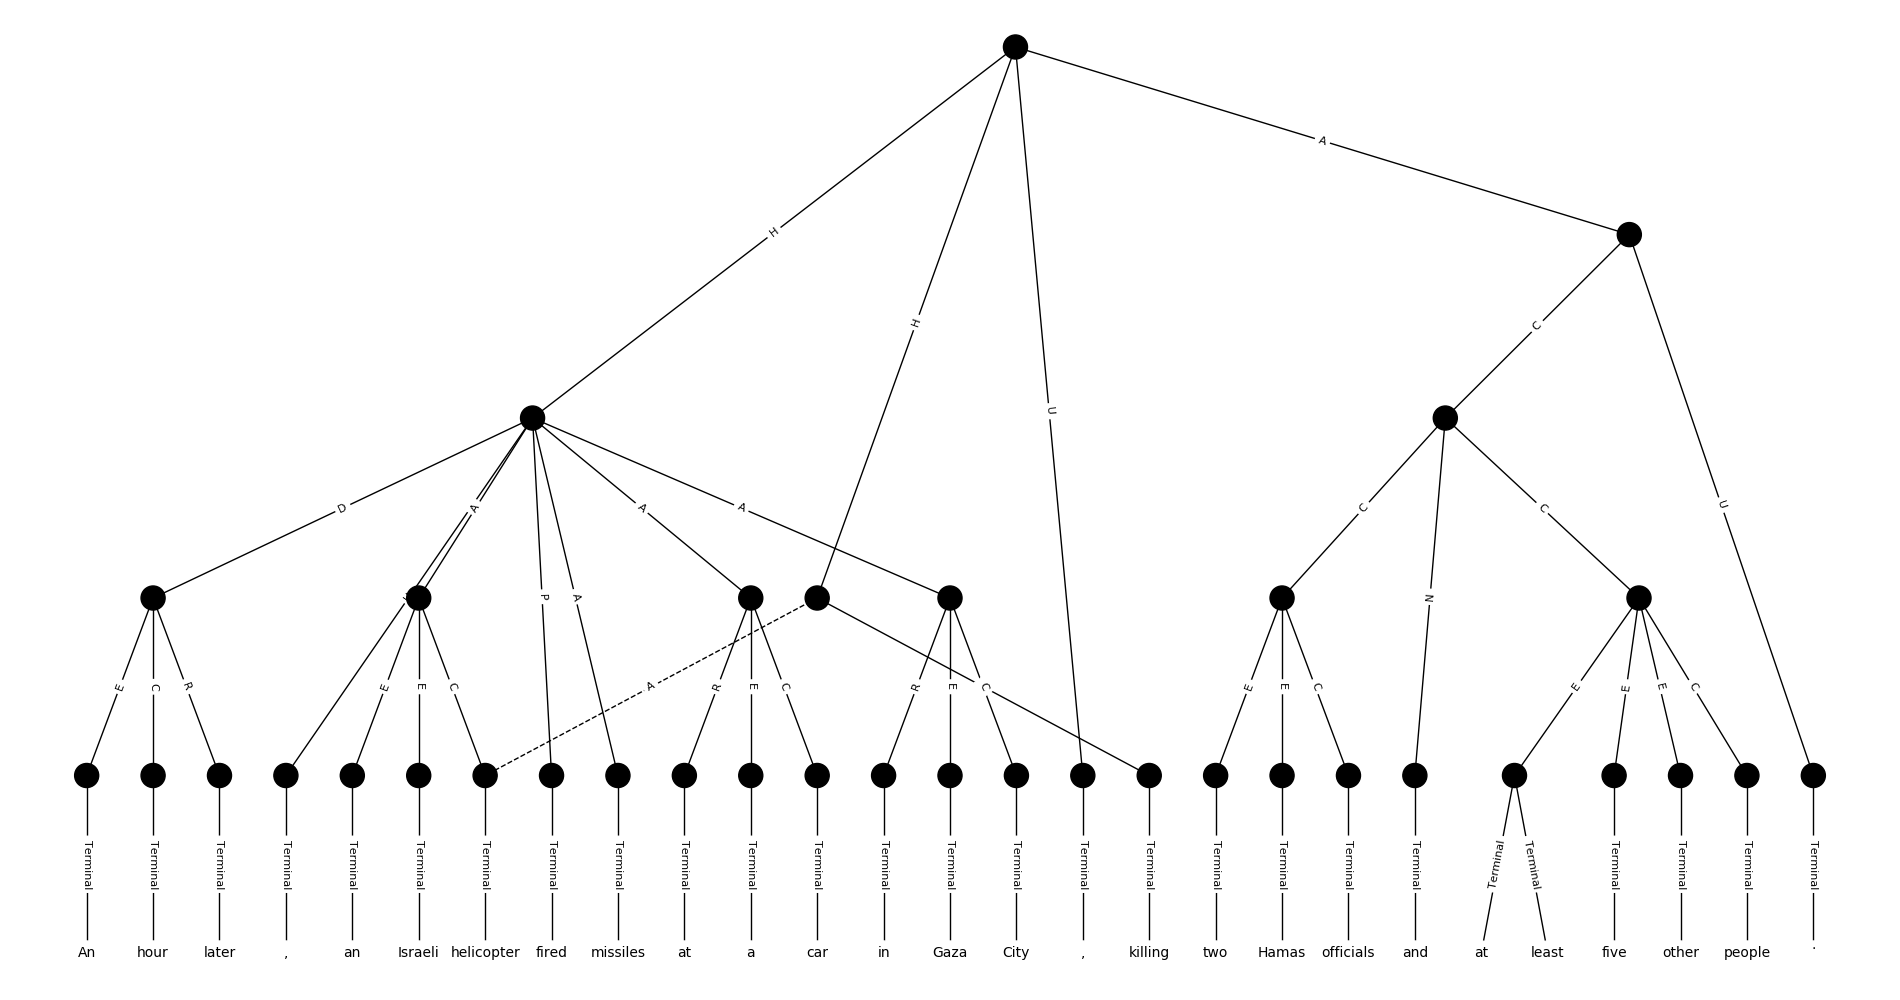 A
H
H
C
U
U
D
A
A
A
C
C
P
A
N
E
C
R
E
E
C
A
R
E
C
R
E
C
E
E
C
E
E
E
C
Terminal Terminal Terminal Terminal Terminal Terminal Terminal Terminal Terminal Terminal Terminal Terminal Terminal Terminal Terminal Terminal Terminal Terminal Terminal Terminal Terminal Terminal Terminal Terminal Terminal Terminal Terminal
An hour later , an Israeli helicopter fired missiles at a car in Gaza City , killing two Hamas officials and at least five other people .